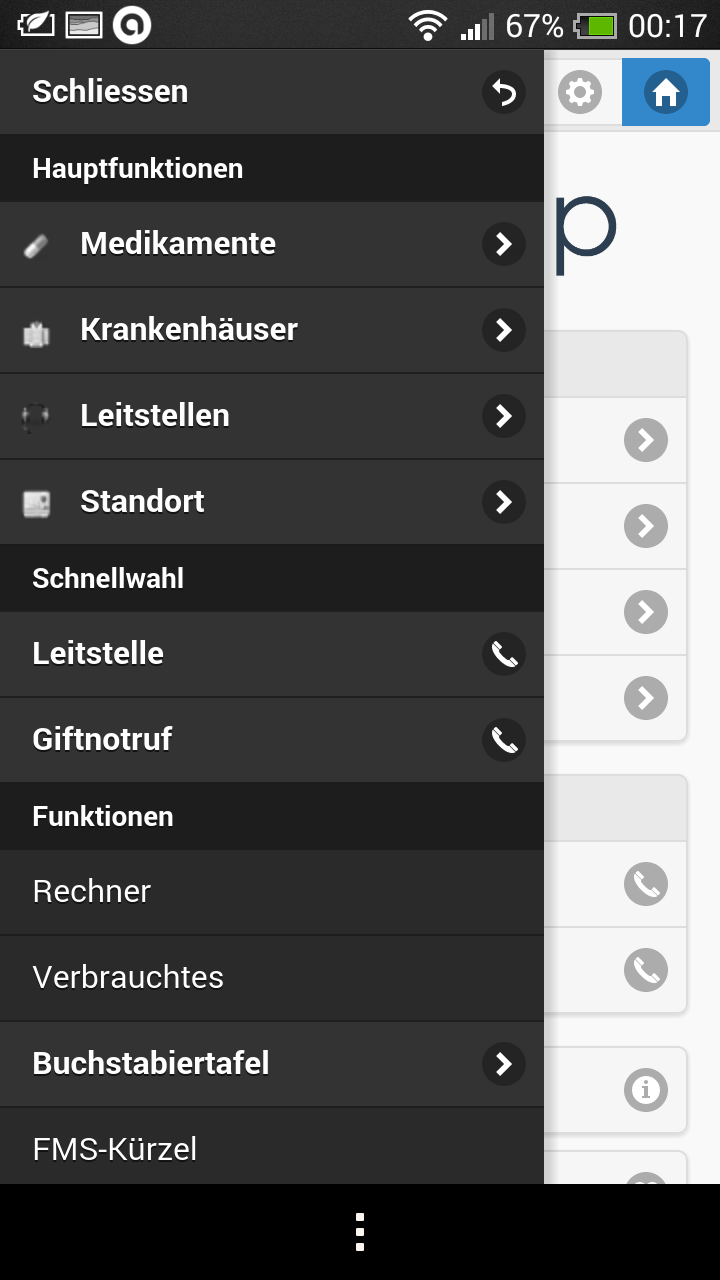 67% 00:17
Schliessen
Hauptfunktionen
p
Medikamente
Krankenhäuser
Leitstellen
Standort
Schnellwahl
Leitstelle
Giftnotruf
Funktionen
Rechner
Verbrauchtes
Buchstabiertafel
FMS-Kürzel